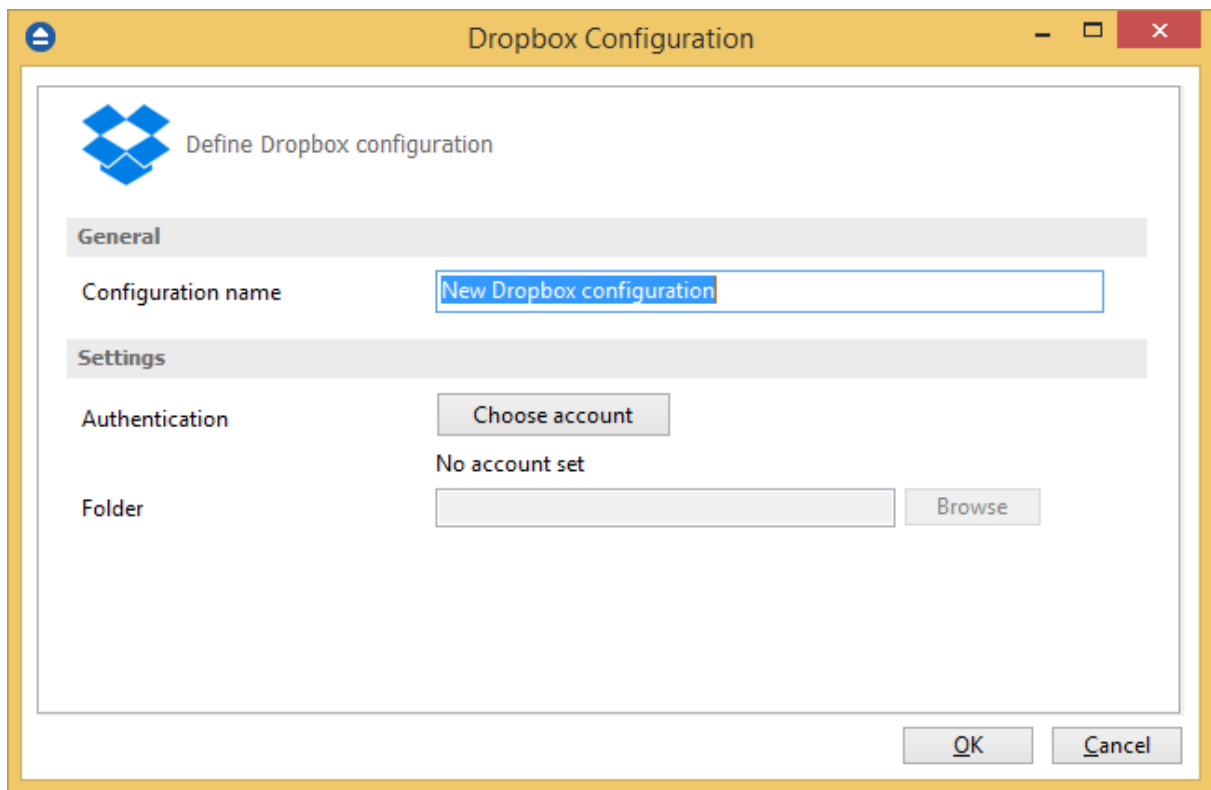 Dropbox Configuration
Define Dropbox configuration
General
Configuration name New Dropbox configuration
Settings
Authentication Choose account
No account set
Folder Browse
OK Cancel